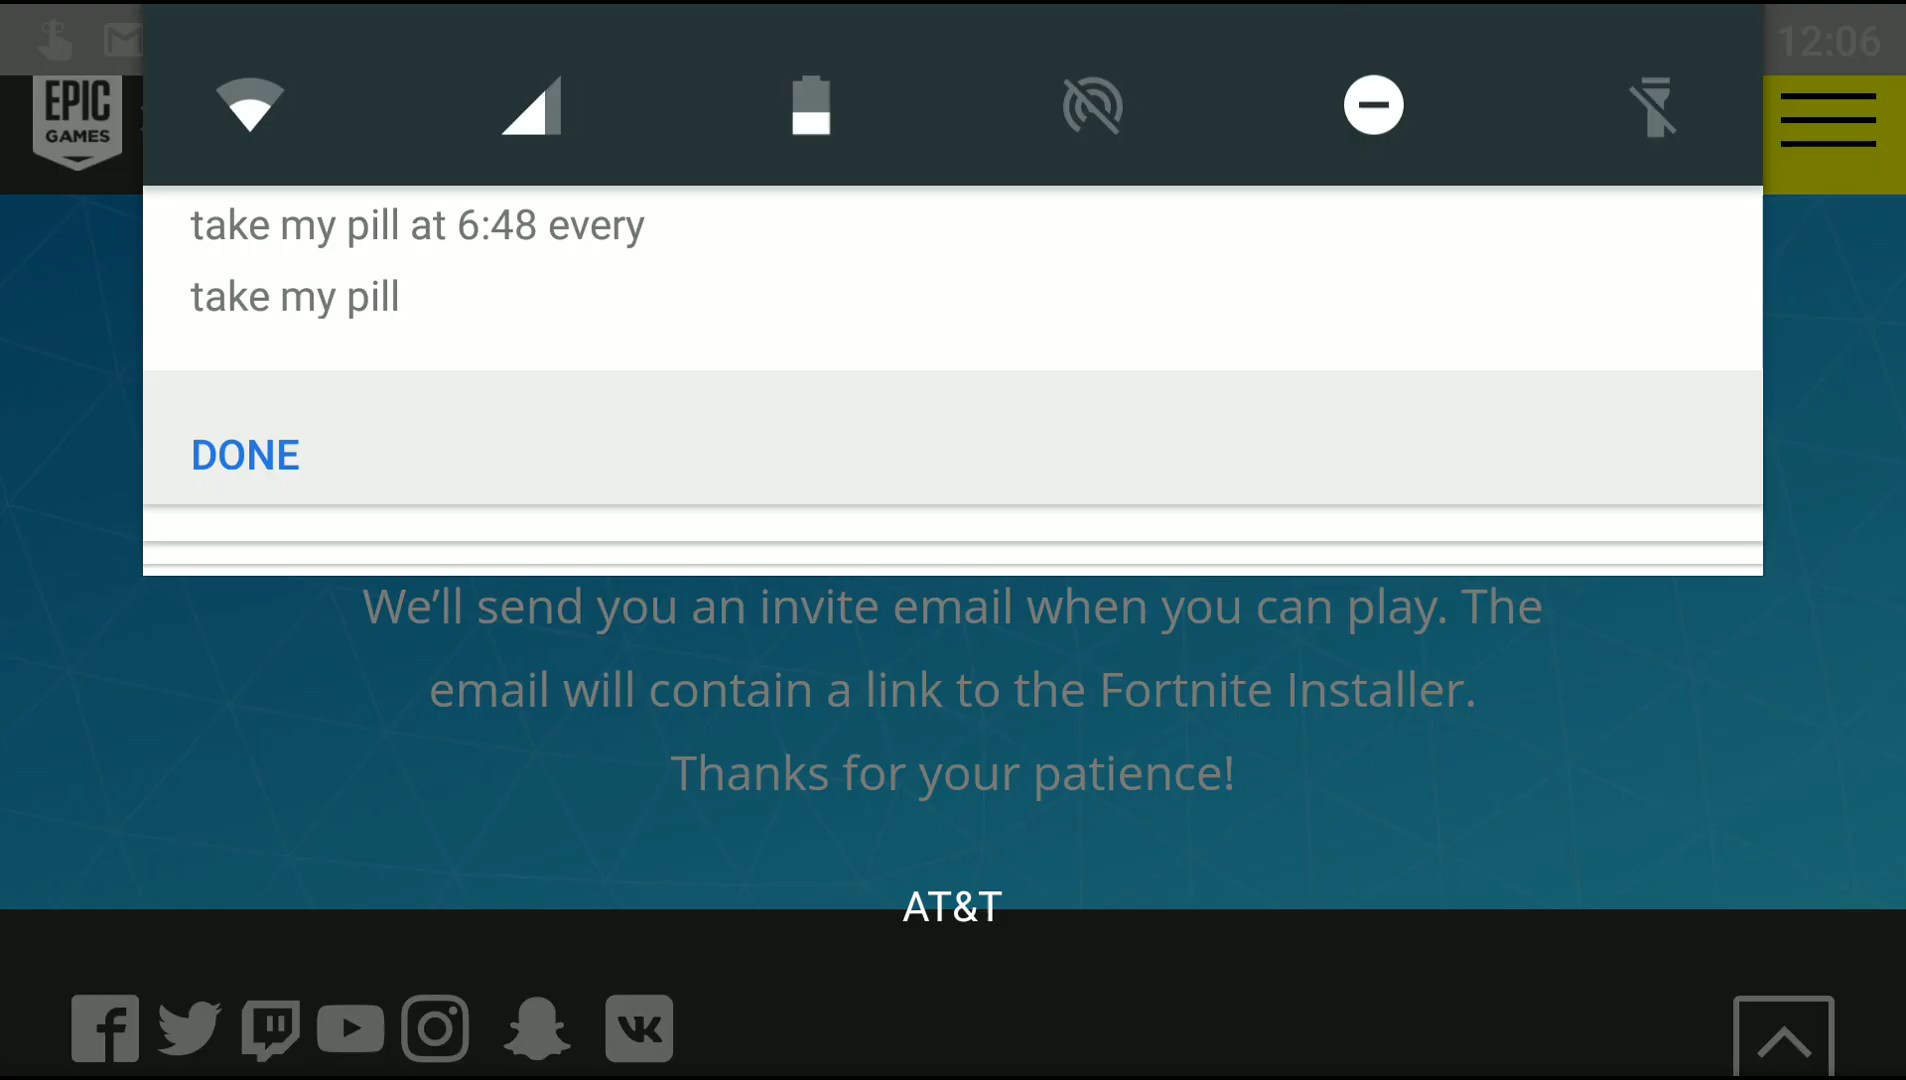 12:06
EPIC
GAMES
take my pill at 6:48 every
take my pill
DONE
We’ll send you an invite email when you can play. The
email will contain a link to the Fortnite Installer.
Thanks for your patience!
AT&T